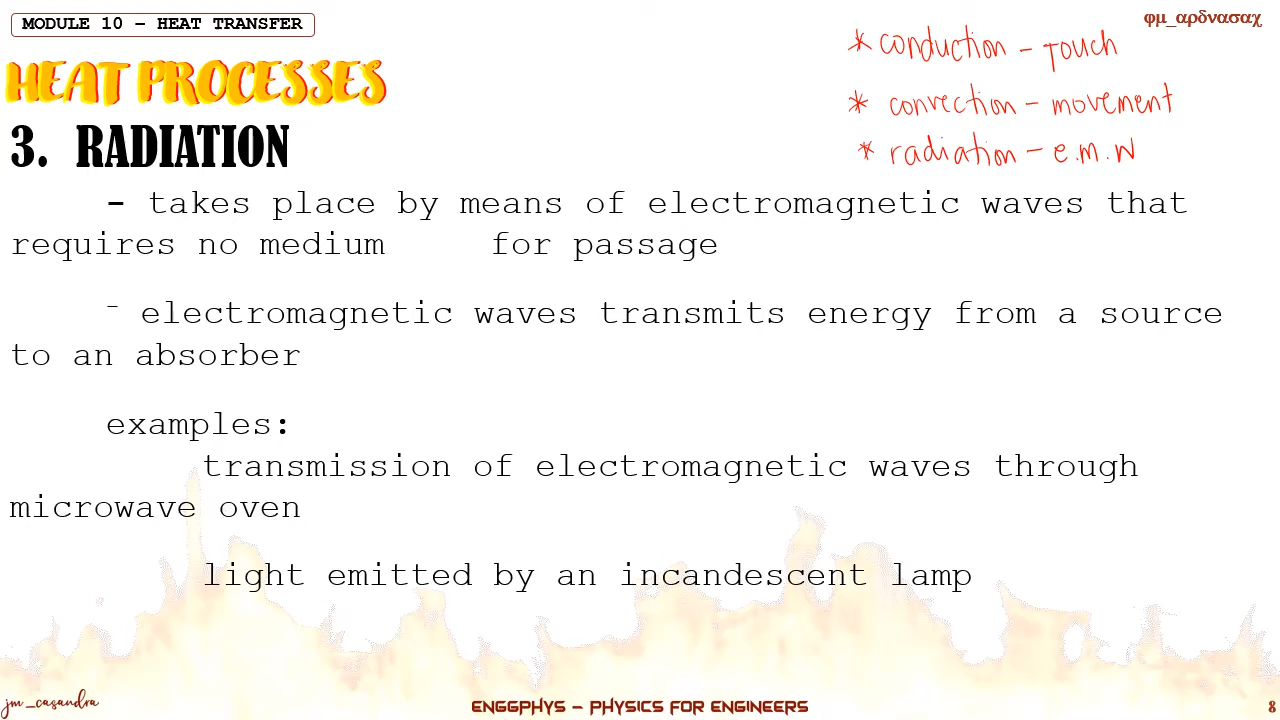 MODULE 10 – HEAT TRANSFER
φμ_αρδνασαχ
* conduction - Touch
HEAT PROCESSES
* convection - movement
3. RADIATION
* radiation - e.m.w
- takes place by means of electromagnetic waves that
requires no medium for passage
- electromagnetic waves transmits energy from a source
to an absorber
examples:
transmission of electromagnetic waves through
microwave oven
light emitted by an incandescent lamp
jm_casandra
ENGGPHYS – PHYSICS FOR ENGINEERS
8